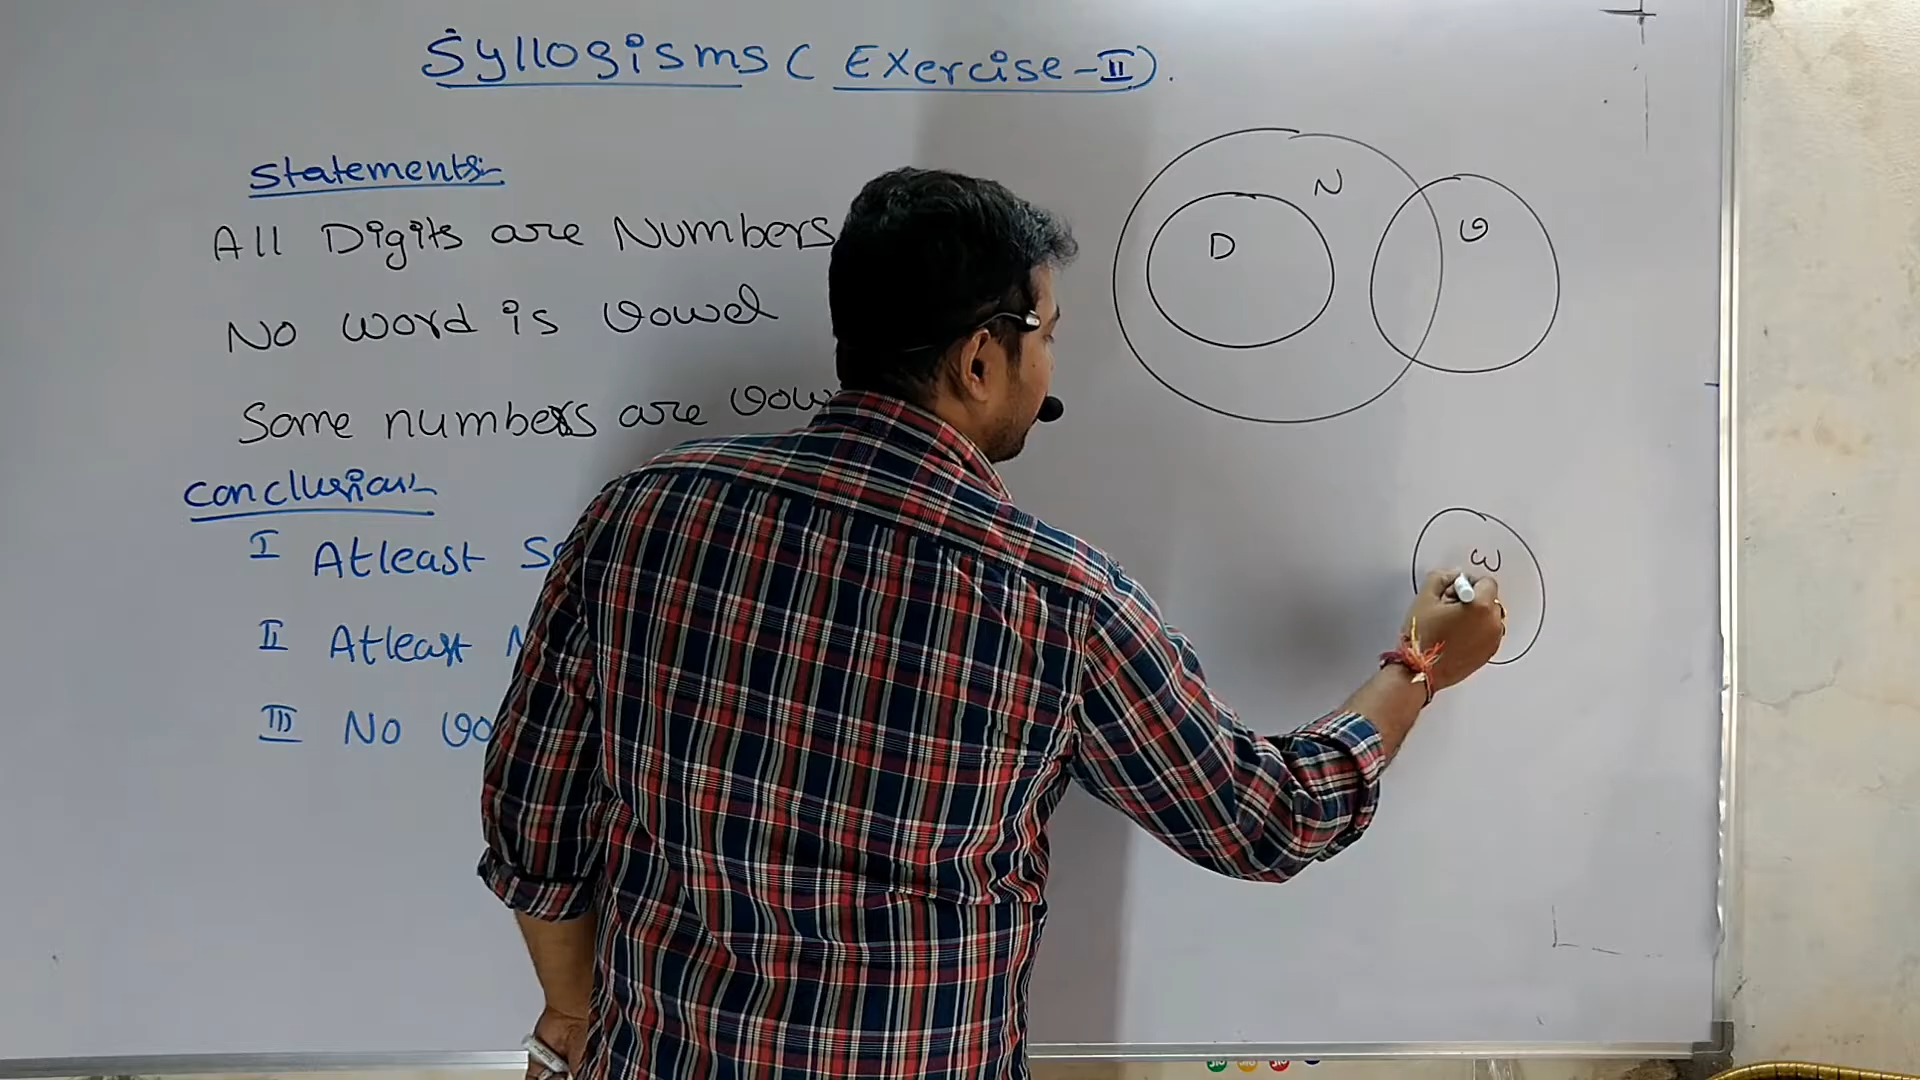 Syllogisms ( Exercise - II ).
Statements:-
All Digits are Numbers
No word is vowel
Some numbers are
Conclusion:-
I Atleast
II Atleast
III No
N
D
v
w